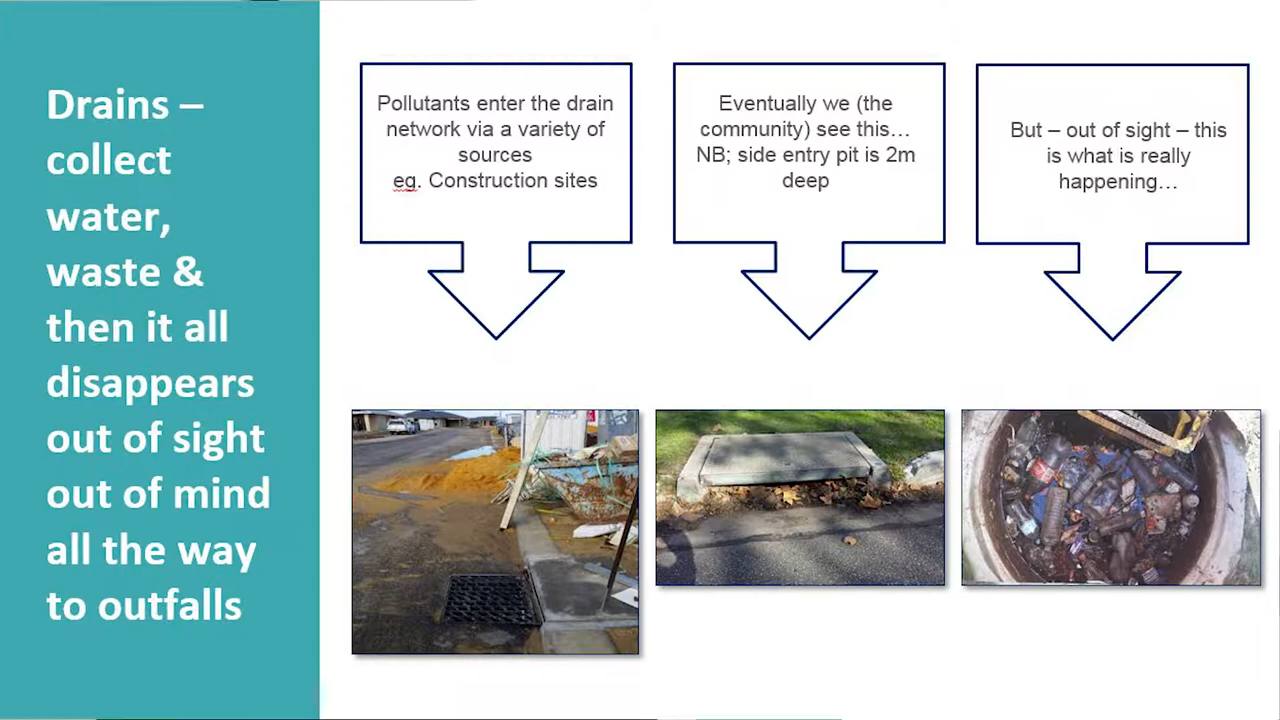 Drains –
collect
water,
waste &
then it all
disappears
out of sight
out of mind
all the way
to outfalls
Pollutants enter the drain
network via a variety of
sources
eg. Construction sites
Eventually we (the
community) see this…
NB; side entry pit is 2m
deep
But – out of sight – this
is what is really
happening…